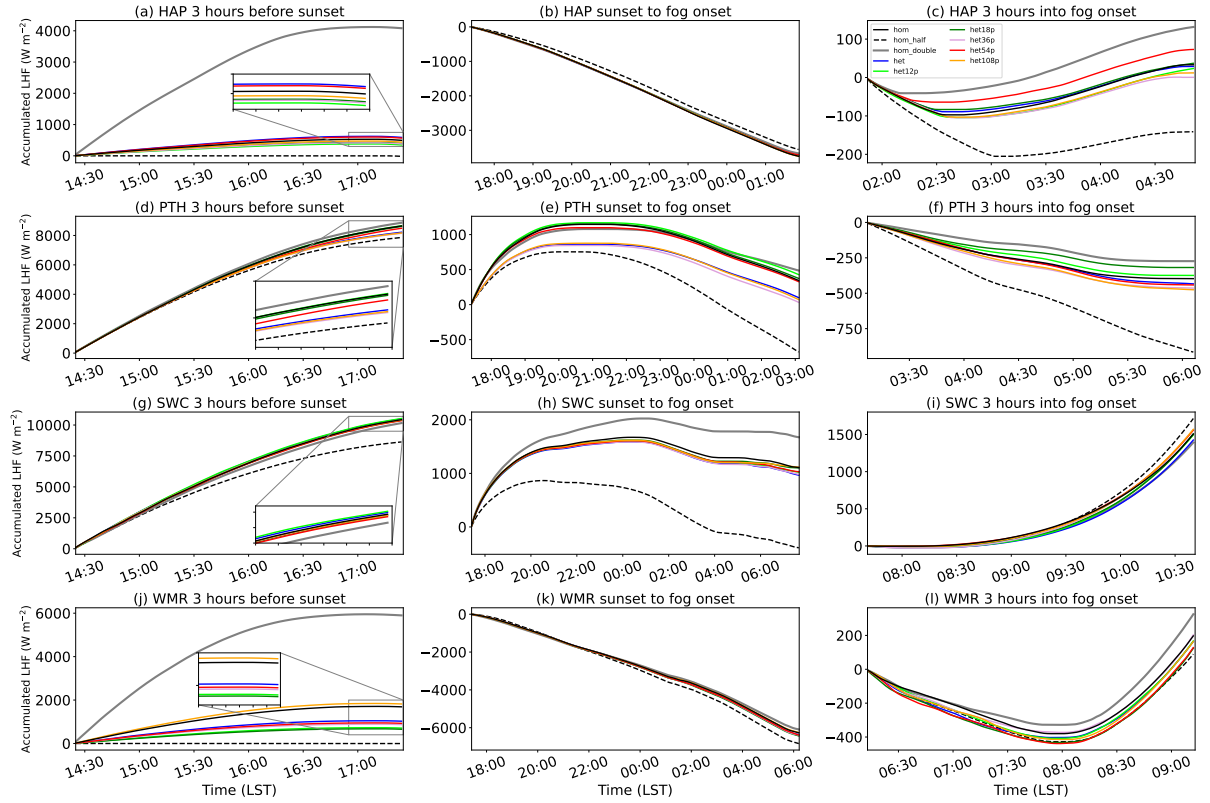 (a) HAP 3 hours before sunset
Accumulated LHF (W m⁻²)
4000
3000
2000
1000
0
14:30 15:00 15:30 16:00 16:30 17:00
(b) HAP sunset to fog onset
0
−1000
−2000
−3000
18:00 19:00 20:00 21:00 22:00 23:00 00:00 01:00
(c) HAP 3 hours into fog onset
100
0
−100
−200
hom
hom_half
hom_double
het
het12p
het18p
het36p
het54p
het108p
02:00 02:30 03:00 03:30 04:00 04:30
(d) PTH 3 hours before sunset
Accumulated LHF (W m⁻²)
8000
6000
4000
2000
0
14:30 15:00 15:30 16:00 16:30 17:00
(e) PTH sunset to fog onset
1000
500
0
−500
18:00 19:00 20:00 21:00 22:00 23:00 00:00 01:00 02:00 03:00
(f) PTH 3 hours into fog onset
0
−250
−500
−750
03:30 04:00 04:30 05:00 05:30 06:00
(g) SWC 3 hours before sunset
Accumulated LHF (W m⁻²)
10000
7500
5000
2500
0
14:30 15:00 15:30 16:00 16:30 17:00
(h) SWC sunset to fog onset
2000
1000
0
18:00 20:00 22:00 00:00 02:00 04:00 06:00
(i) SWC 3 hours into fog onset
1500
1000
500
0
08:00 08:30 09:00 09:30 10:00 10:30
(j) WMR 3 hours before sunset
Accumulated LHF (W m⁻²)
6000
4000
2000
0
14:30 15:00 15:30 16:00 16:30 17:00
Time (LST)
(k) WMR sunset to fog onset
0
−2000
−4000
−6000
18:00 20:00 22:00 00:00 02:00 04:00 06:00
Time (LST)
(l) WMR 3 hours into fog onset
200
0
−200
−400
06:30 07:00 07:30 08:00 08:30 09:00
Time (LST)